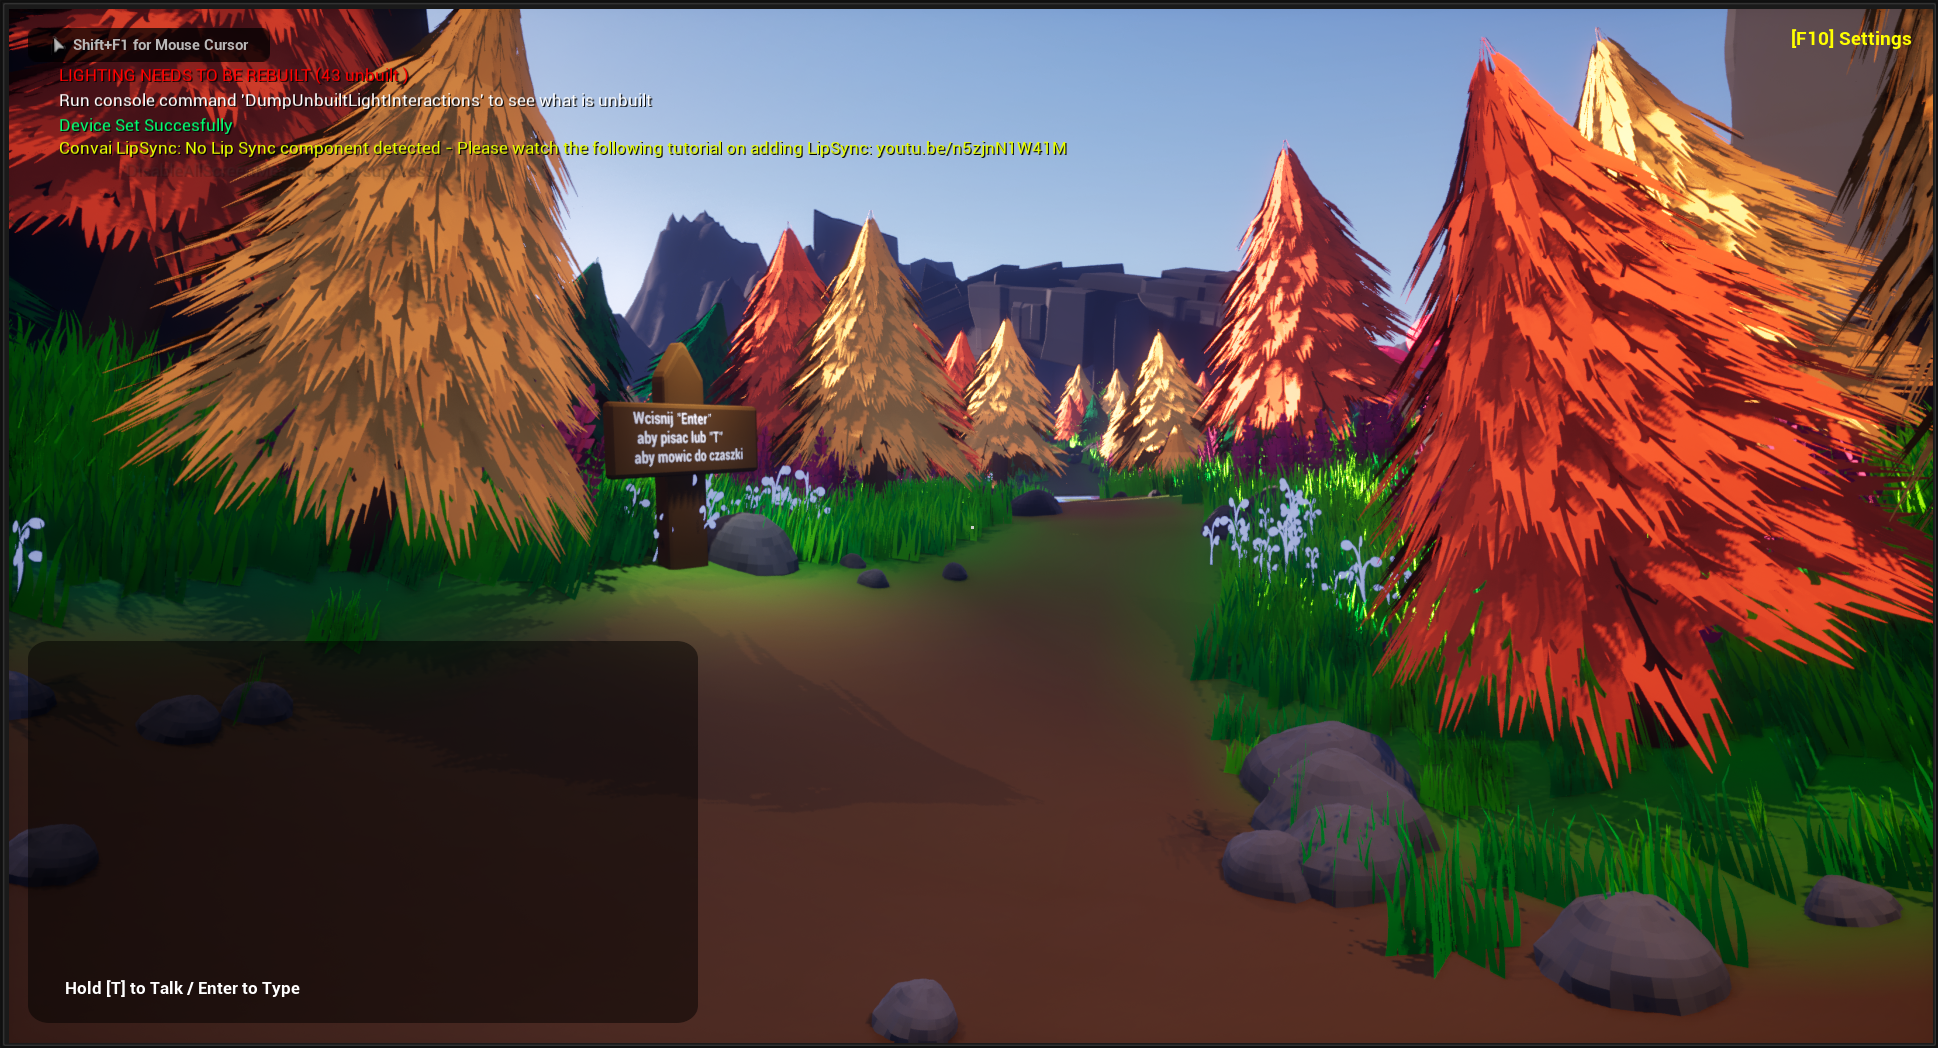 Shift+F1 for Mouse Cursor
[F10] Settings
LIGHTING NEEDS TO BE REBUILT (43 unbuilt)
Run console command 'DumpUnbuiltLightInteractions' to see what is unbuilt
Device Set Succesfully
Convai LipSync: No Lip Sync component detected - Please watch the following tutorial on adding LipSync: youtu.be/n5zjnN1W41M
Wcisnij "Enter"
aby pisac lub "T"
aby mowic do czaszki
Hold [T] to Talk / Enter to Type